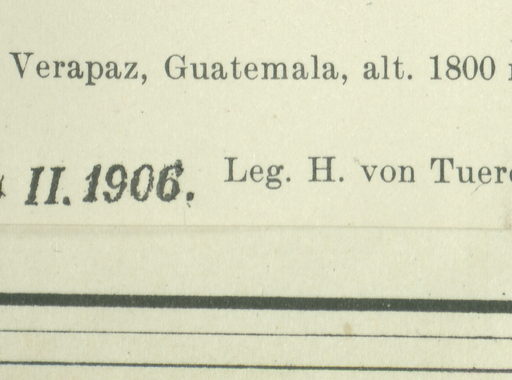 Verapaz, Guatemala, alt. 1800
II. 1906. Leg. H. von